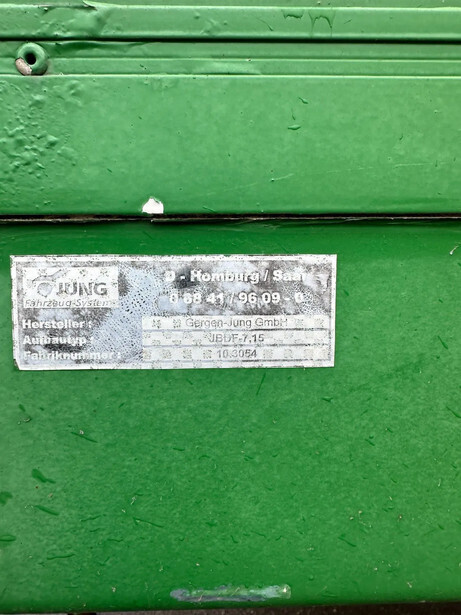 JUNG
Fahrzeug-Systeme
D - Homburg / Saar
0 68 41 / 96 09 - 0
Hersteller : Gergen-Jung GmbH
Aufbautyp : JBDF-7,15
Fabriknummer : 10.3054